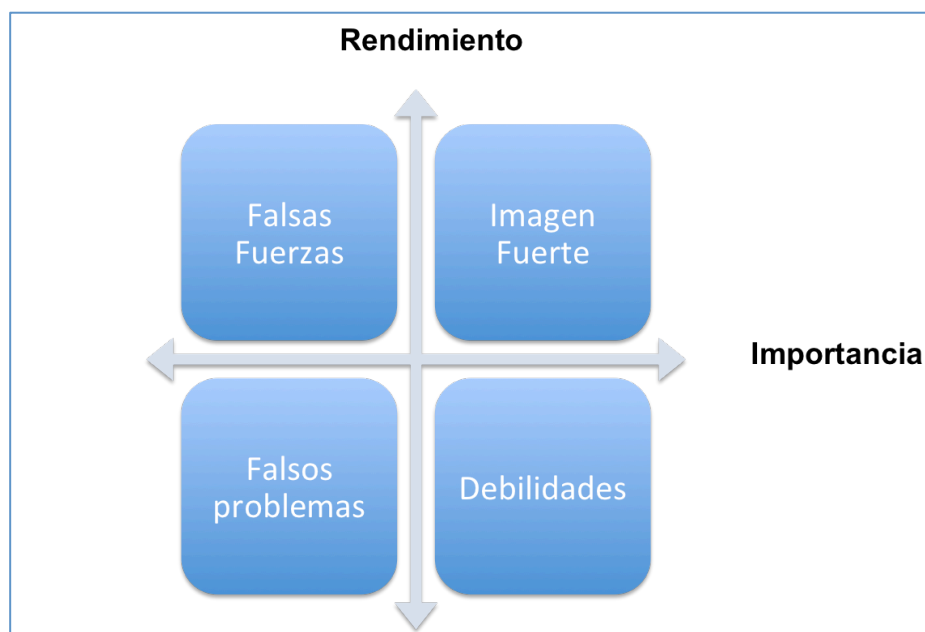 Rendimiento
Falsas
Fuerzas
Imagen
Fuerte
Importancia
Falsos
problemas
Debilidades